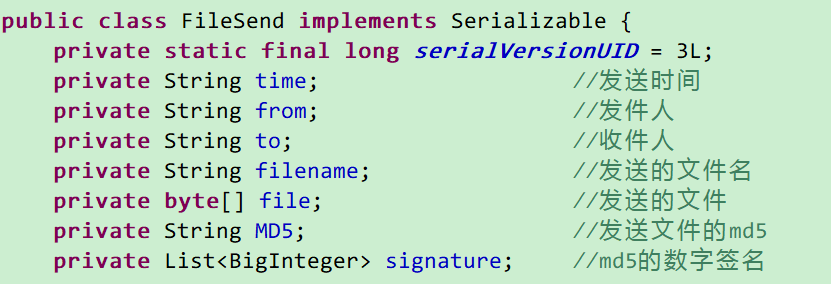 public class FileSend implements Serializable {
private static final long serialVersionUID = 3L;
private String time; //发送时间
private String from; //发件人
private String to; //收件人
private String filename; //发送的文件名
private byte[] file; //发送的文件
private String MD5; //发送文件的md5
private List<BigInteger> signature; //md5的数字签名